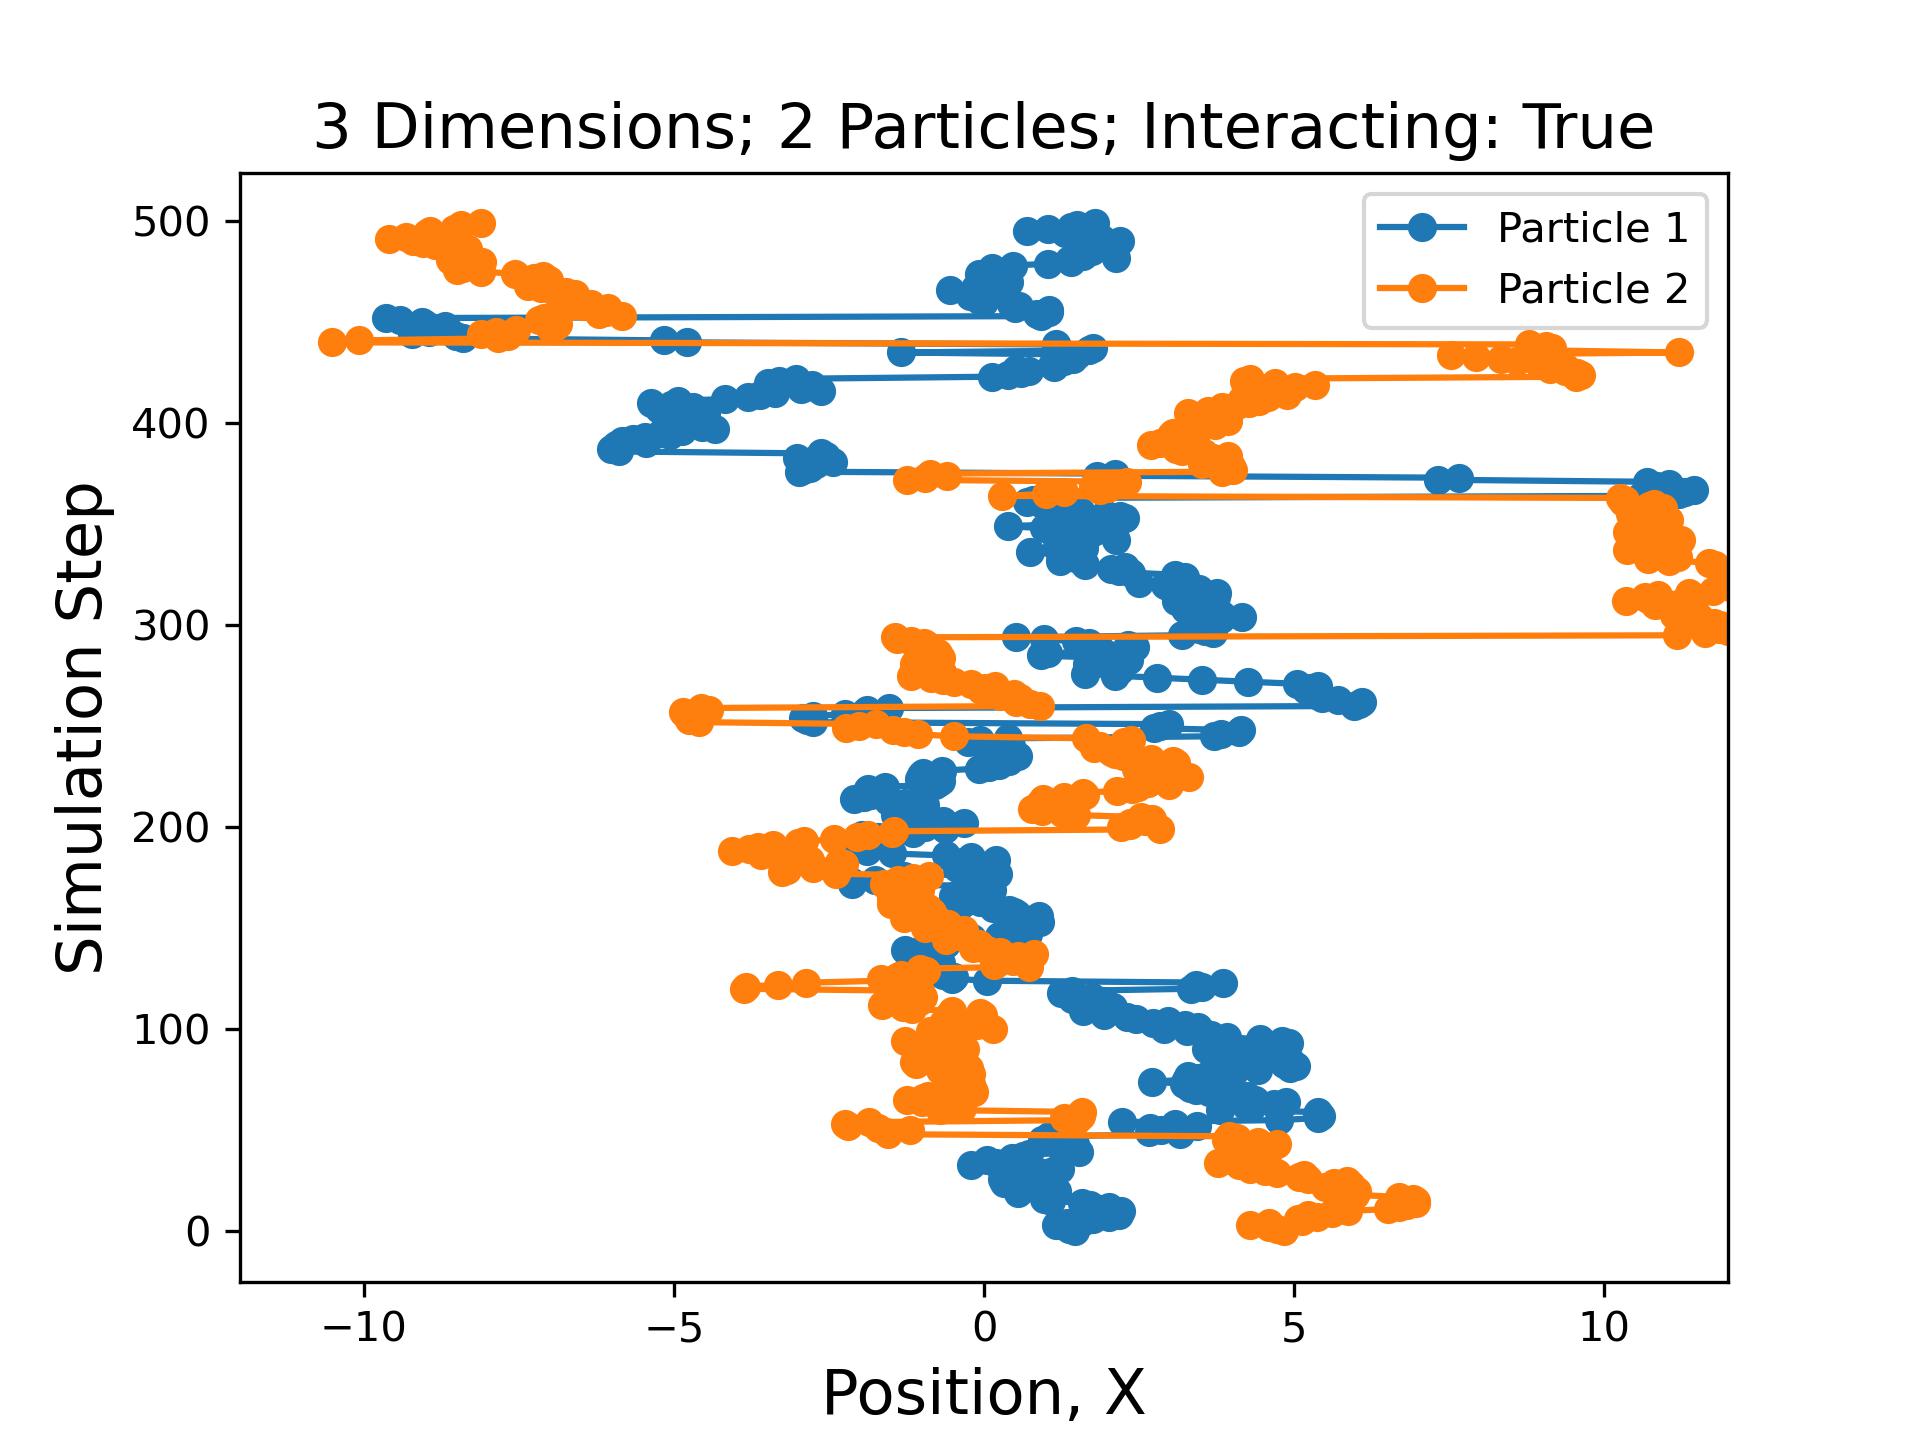 3 Dimensions; 2 Particles; Interacting: True
Particle 1
Particle 2
500
400
300
200
100
0
Simulation Step
−10
−5
0
5
10
Position, X